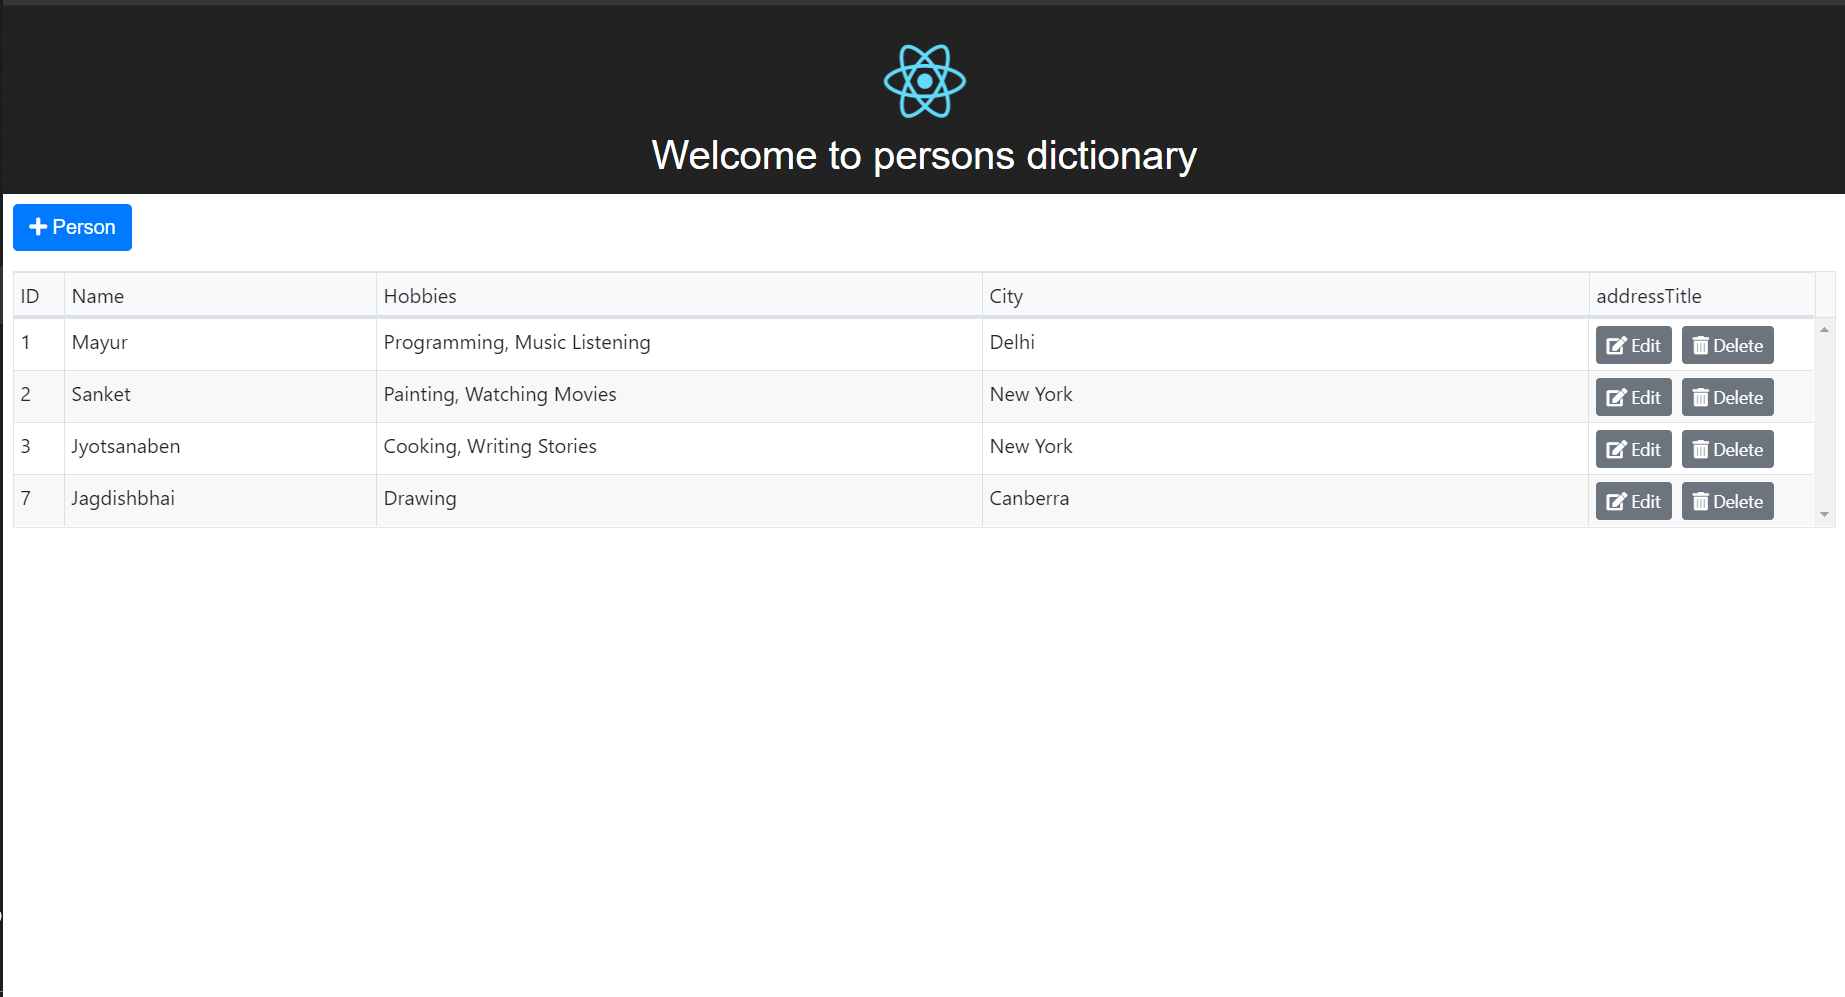 Welcome to persons dictionary
Person
ID Name Hobbies City addressTitle
1 Mayur Programming, Music Listening Delhi Edit Delete
2 Sanket Painting, Watching Movies New York Edit Delete
3 Jyotsanaben Cooking, Writing Stories New York Edit Delete
7 Jagdishbhai Drawing Canberra Edit Delete